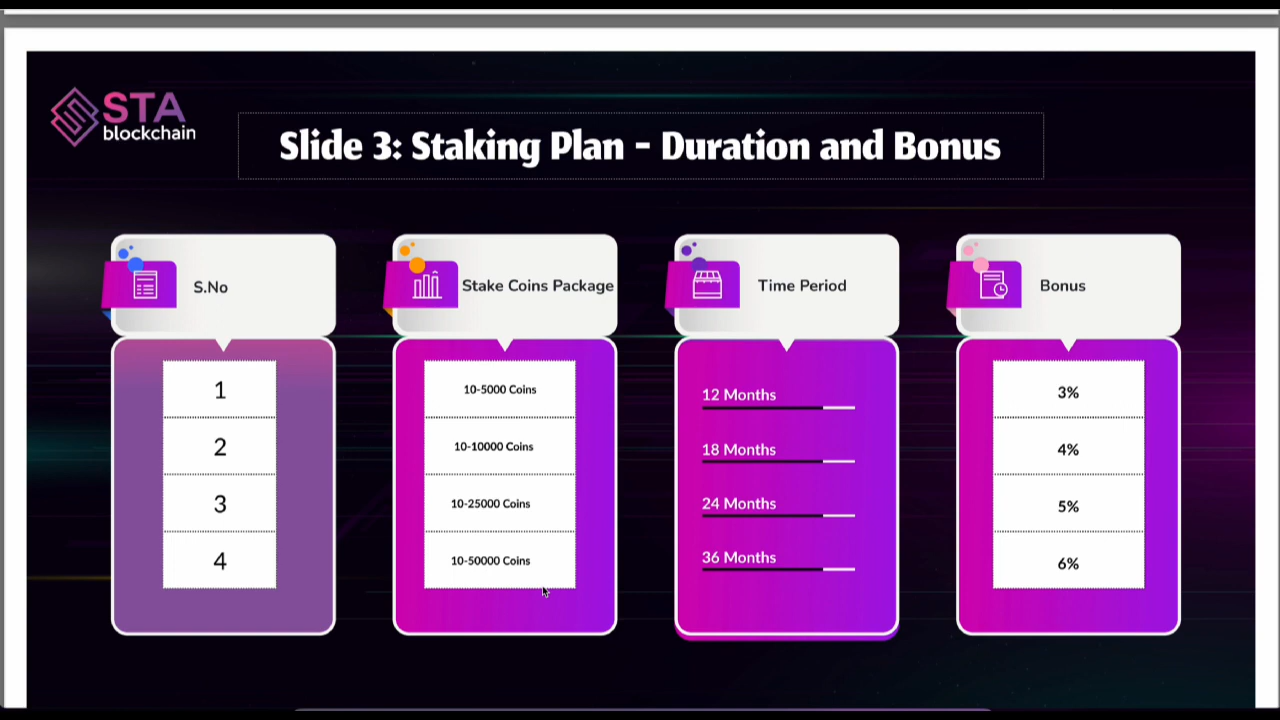 STA
blockchain
Slide 3: Staking Plan - Duration and Bonus
S.No
Stake Coins Package
Time Period
Bonus
1
10-5000 Coins
12 Months
3%
2
10-10000 Coins
18 Months
4%
3
10-25000 Coins
24 Months
5%
4
10-50000 Coins
36 Months
6%